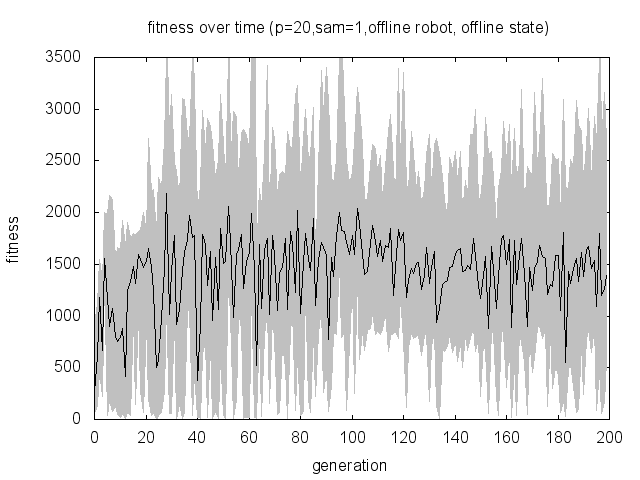 fitness over time (p=20,sam=1,offline robot, offline state)
3500
3000
2500
2000
1500
1000
500
0
fitness
0 20 40 60 80 100 120 140 160 180 200
generation